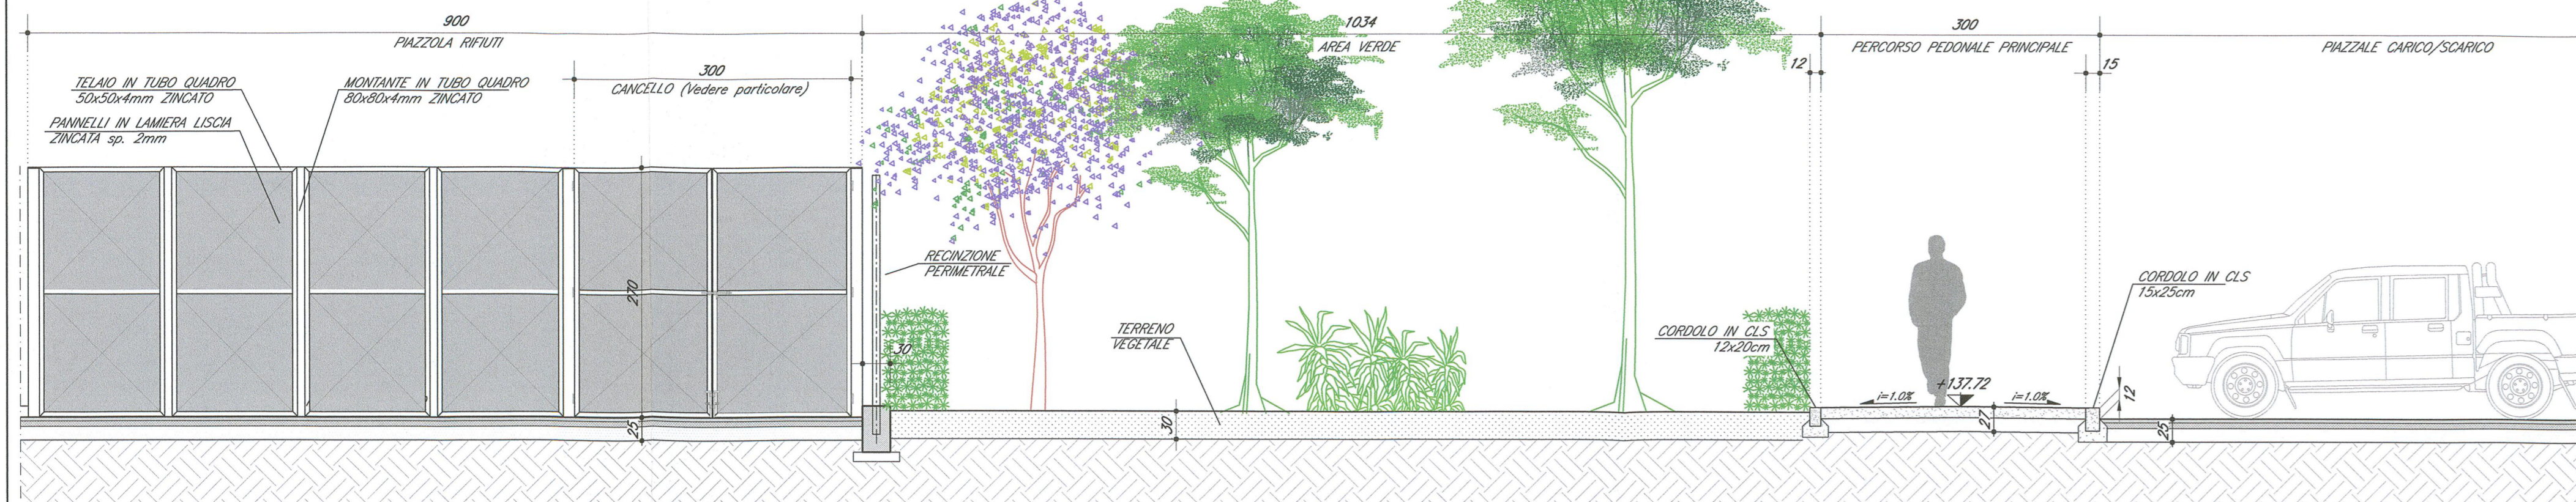 900
PIAZZOLA RIFIUTI
1034
AREA VERDE
300
PERCORSO PEDONALE PRINCIPALE
PIAZZALE CARICO/SCARICO
12
15
300
CANCELLO (Vedere particolare)
TELAIO IN TUBO QUADRO
50x50x4mm ZINCATO
MONTANTE IN TUBO QUADRO
80x80x4mm ZINCATO
PANNELLI IN LAMIERA LISCIA
ZINCATA sp. 2mm
270
25
RECINZIONE
PERIMETRALE
30
TERRENO
VEGETALE
30
CORDOLO IN CLS
12x20cm
i=1.0%
+137.72
i=1.0%
27
CORDOLO IN CLS
15x25cm
12
25